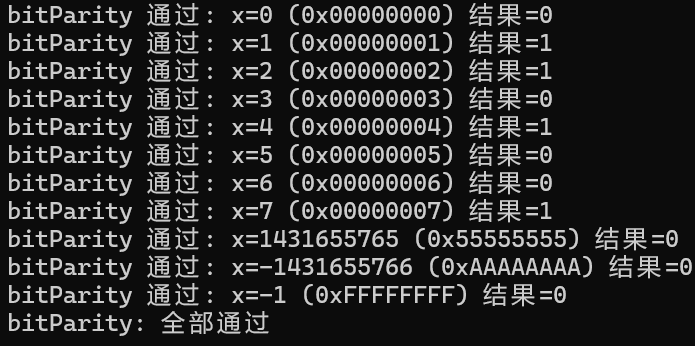 bitParity 通过: x=0 (0x00000000) 结果=0
bitParity 通过: x=1 (0x00000001) 结果=1
bitParity 通过: x=2 (0x00000002) 结果=1
bitParity 通过: x=3 (0x00000003) 结果=0
bitParity 通过: x=4 (0x00000004) 结果=1
bitParity 通过: x=5 (0x00000005) 结果=0
bitParity 通过: x=6 (0x00000006) 结果=0
bitParity 通过: x=7 (0x00000007) 结果=1
bitParity 通过: x=1431655765 (0x55555555) 结果=0
bitParity 通过: x=-1431655766 (0xAAAAAAAA) 结果=0
bitParity 通过: x=-1 (0xFFFFFFFF) 结果=0
bitParity: 全部通过